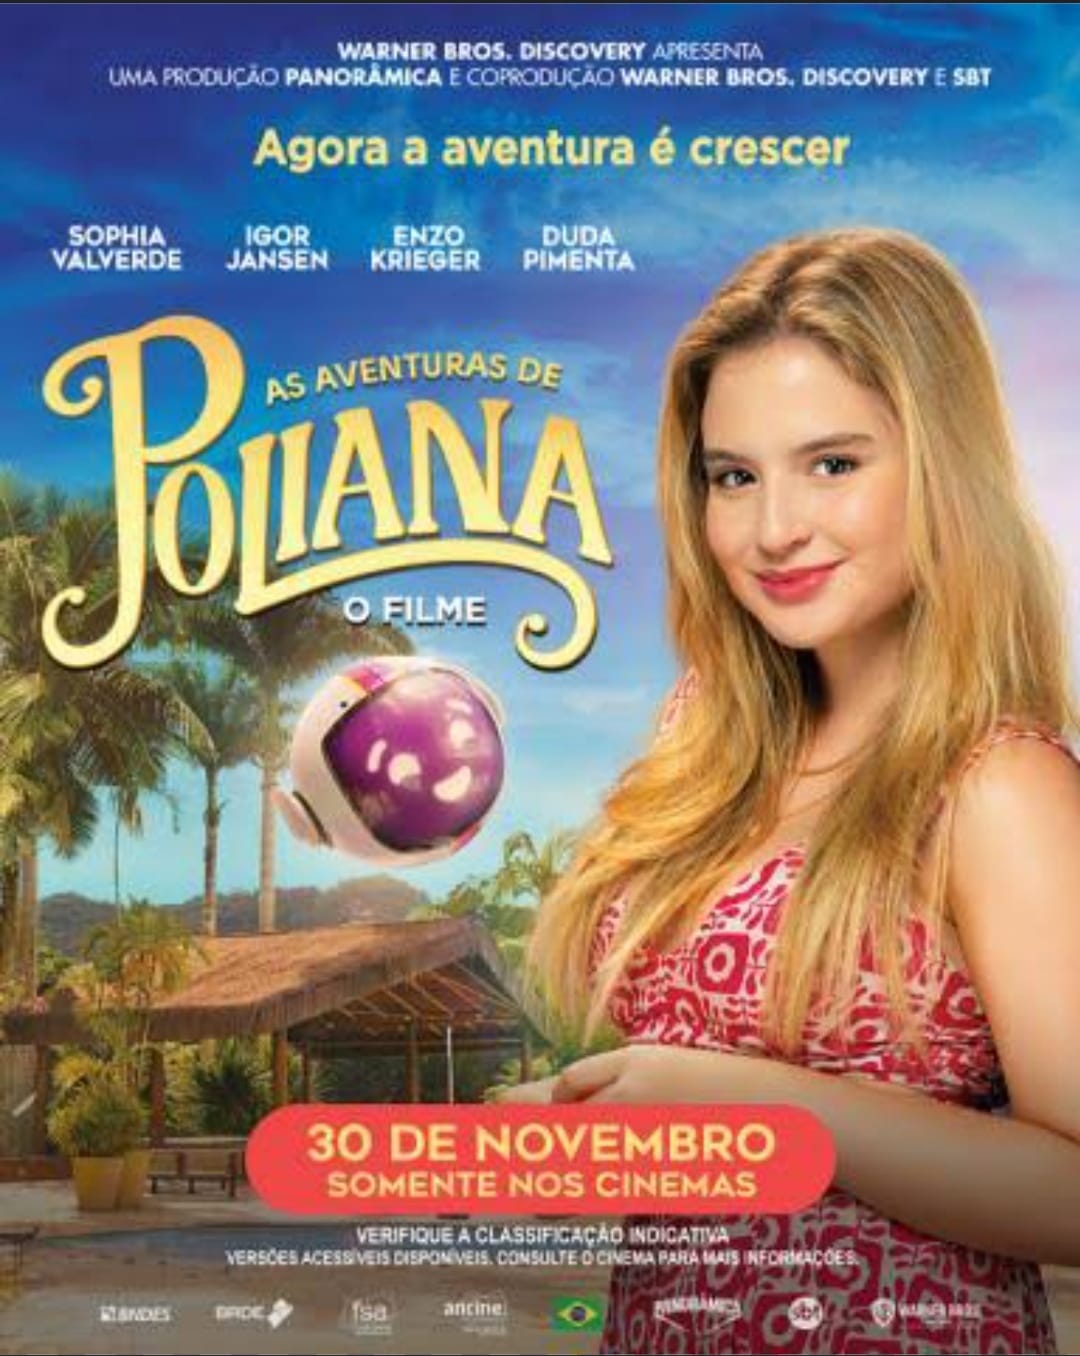 WARNER BROS. DISCOVERY APRESENTA
UMA PRODUÇÃO PANORÂMICA E COPRODUÇÃO WARNER BROS. DISCOVERY E SBT
Agora a aventura é crescer
SOPHIA VALVERDE
IGOR JANSEN
ENZO KRIEGER
DUDA PIMENTA
AS AVENTURAS DE
POLIANA
O FILME
30 DE NOVEMBRO
SOMENTE NOS CINEMAS
VERIFIQUE A CLASSIFICAÇÃO INDICATIVA
VERSÕES ACESSÍVEIS DISPONÍVEIS. CONSULTE O CINEMA PARA MAIS INFORMAÇÕES.
BNDES BRDE fsa ancine PANORÂMICA sbt WARNER BROS.